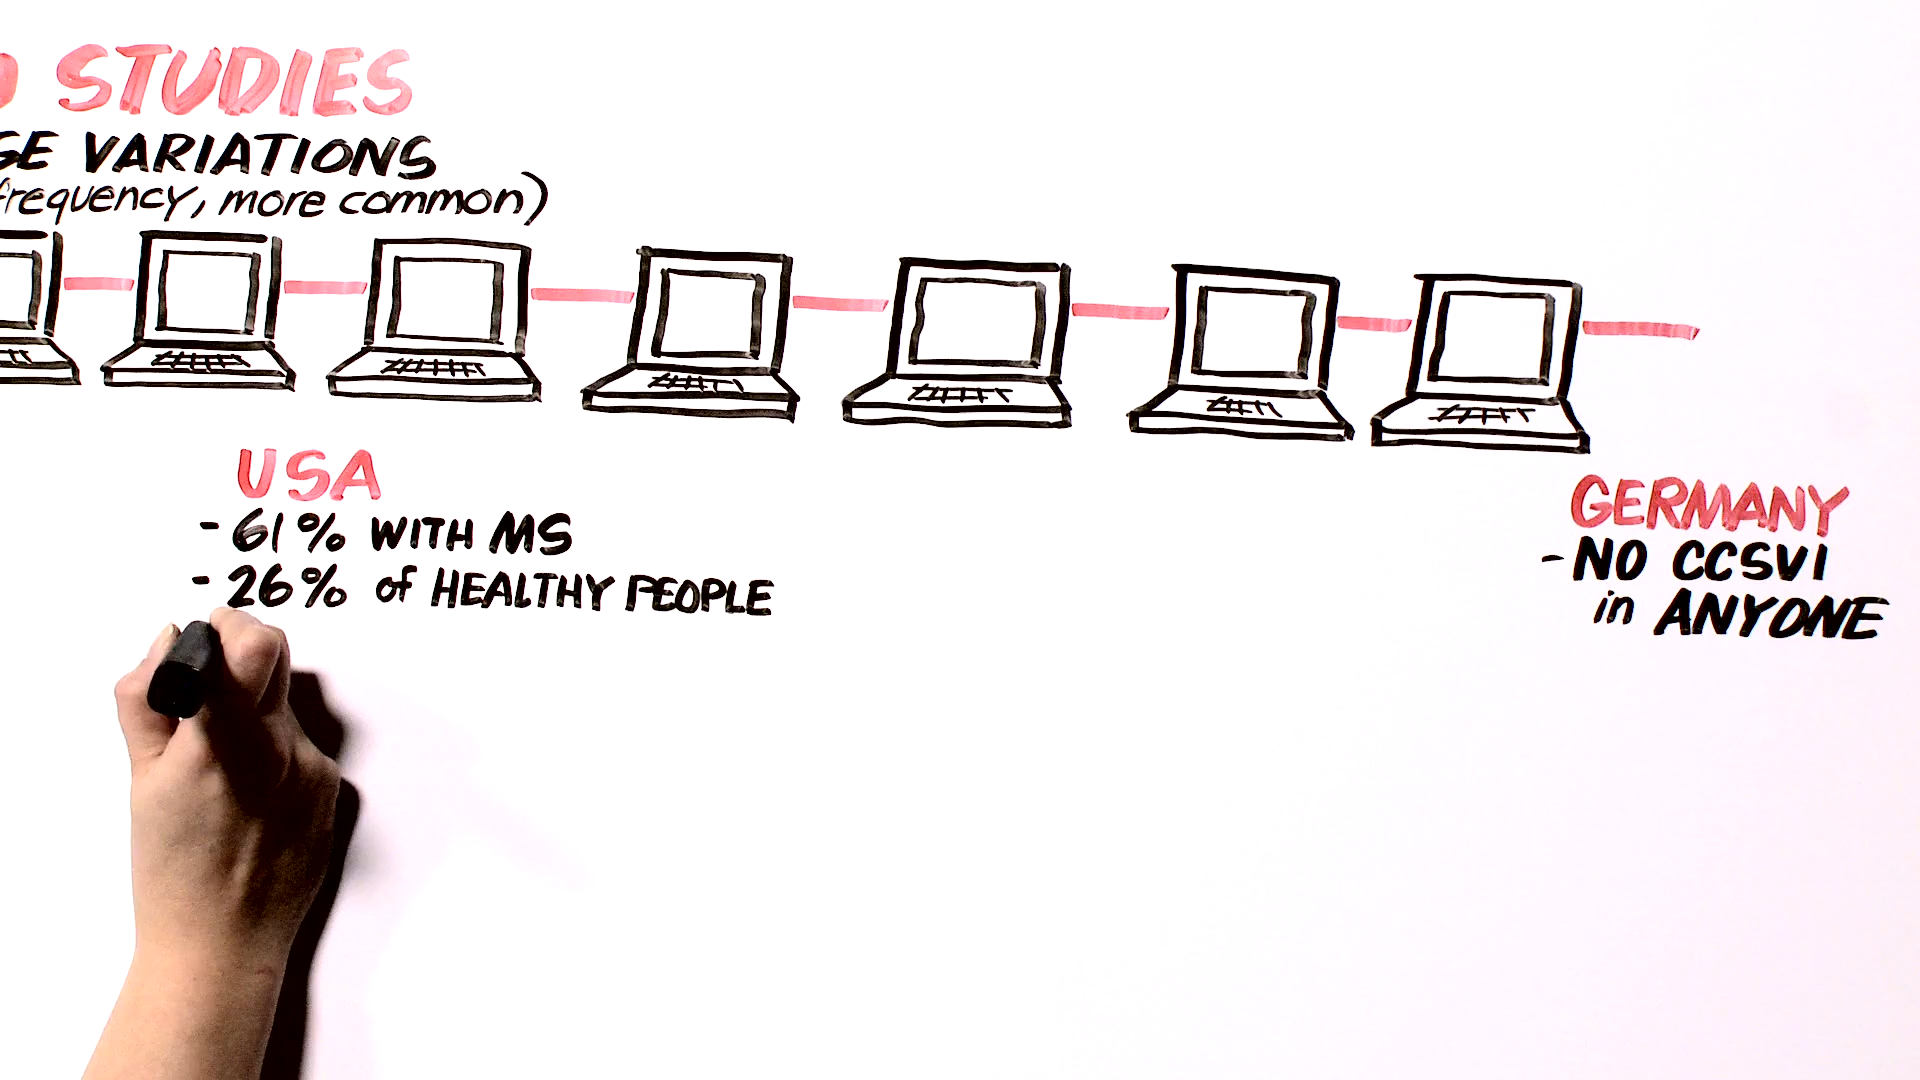 STUDIES
VARIATIONS
frequency, more common)
USA
- 61% WITH MS
- 26% of HEALTHY PEOPLE
GERMANY
- NO CCSVI
in ANYONE